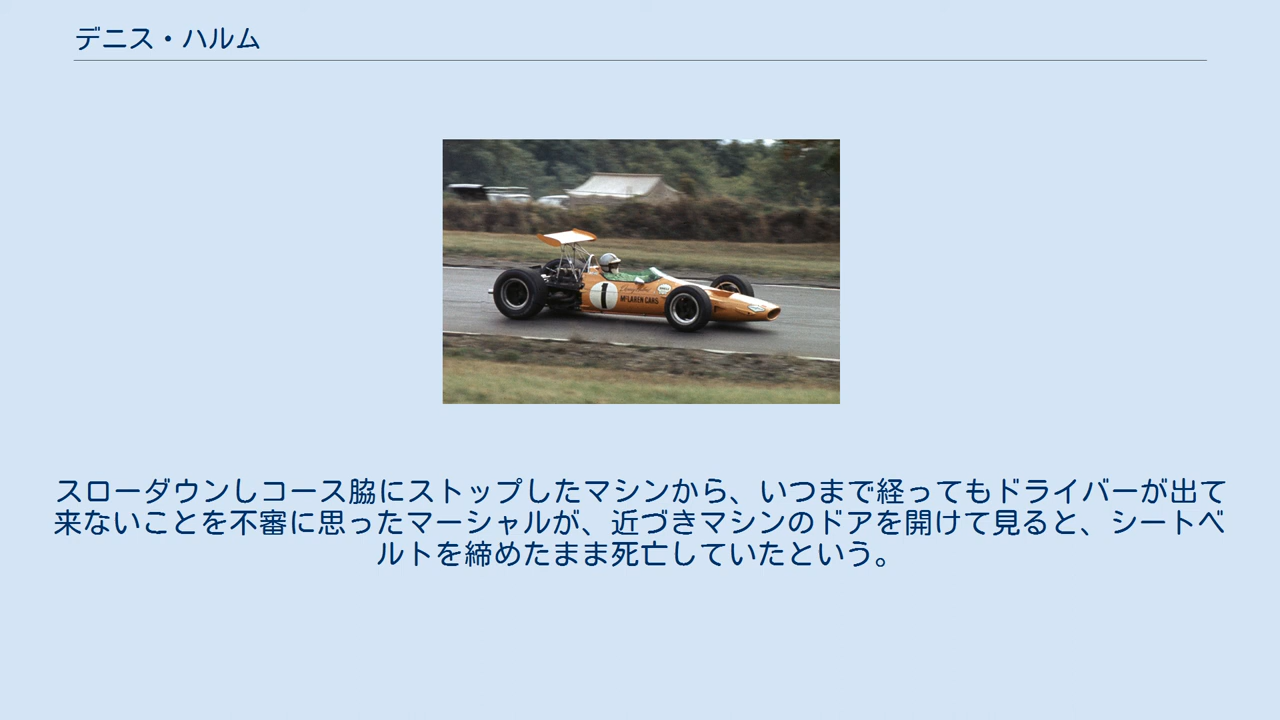 デニス・ハルム
1
McLAREN CARS
スローダウンしコース脇にストップしたマシンから、いつまで経ってもドライバーが出て
来ないことを不審に思ったマーシャルが、近づきマシンのドアを開けて見ると、シートベ
ルトを締めたまま死亡していたという。